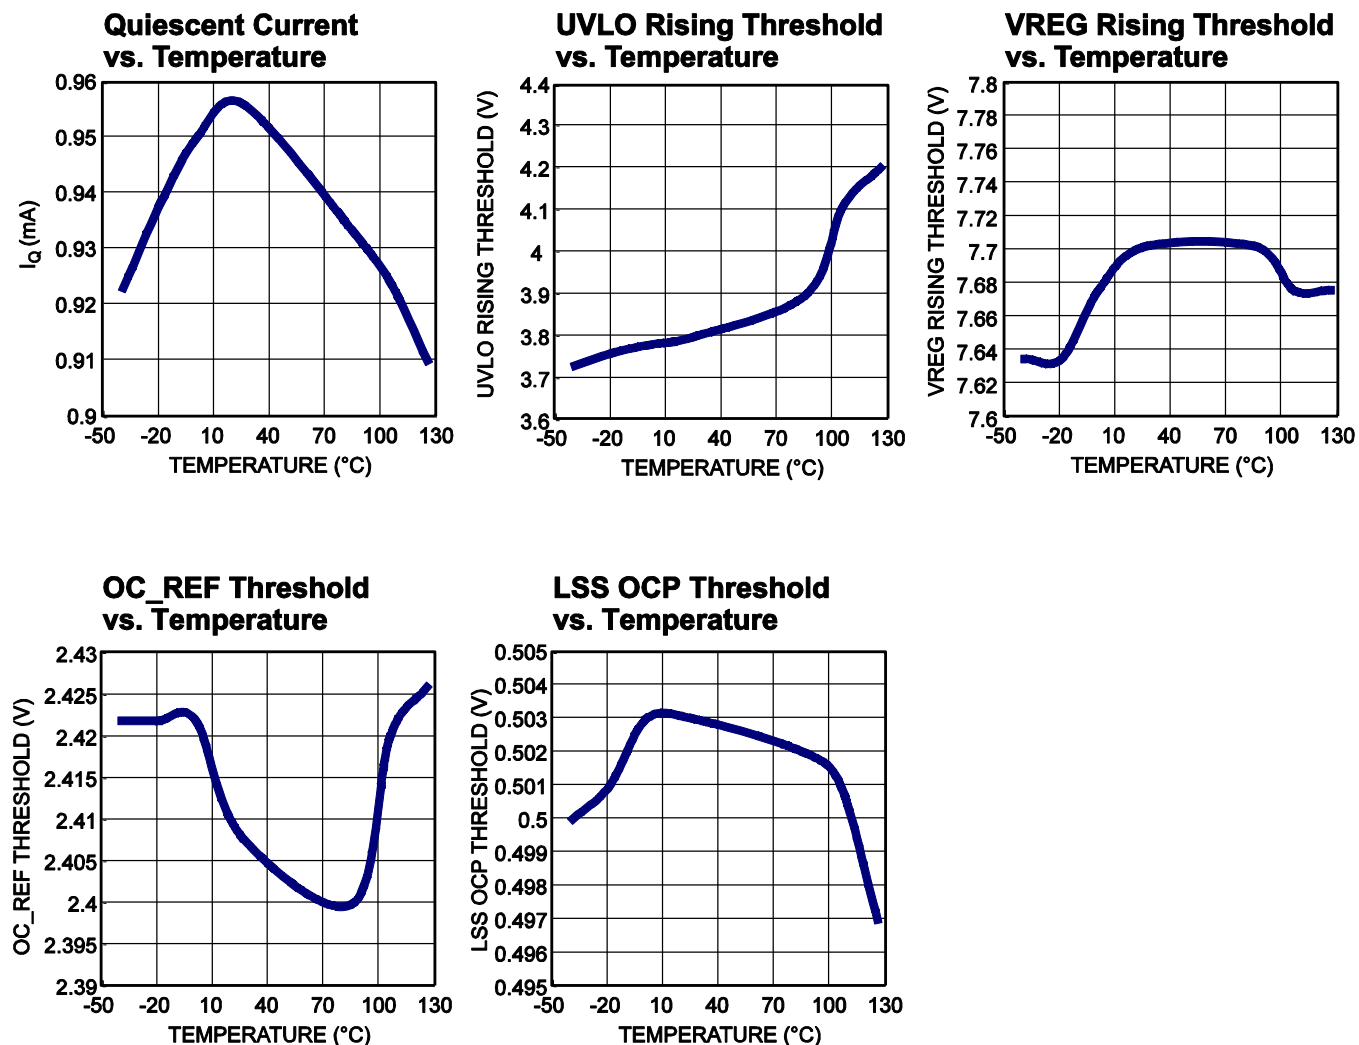 Quiescent Current
vs. Temperature
0.96
0.95
0.94
0.93
0.92
0.91
0.9
IQ (mA)
-50 -20 10 40 70 100 130
TEMPERATURE (°C)
UVLO Rising Threshold
vs. Temperature
4.4
4.3
4.2
4.1
4
3.9
3.8
3.7
3.6
UVLO RISING THRESHOLD (V)
-50 -20 10 40 70 100 130
TEMPERATURE (°C)
VREG Rising Threshold
vs. Temperature
7.8
7.78
7.76
7.74
7.72
7.7
7.68
7.66
7.64
7.62
7.6
VREG RISING THRESHOLD (V)
-50 -20 10 40 70 100 130
TEMPERATURE (°C)
OC_REF Threshold
vs. Temperature
2.43
2.425
2.42
2.415
2.41
2.405
2.4
2.395
2.39
OC_REF THRESHOLD (V)
-50 -20 10 40 70 100 130
TEMPERATURE (°C)
LSS OCP Threshold
vs. Temperature
0.505
0.504
0.503
0.502
0.501
0.5
0.499
0.498
0.497
0.496
0.495
LSS OCP THRESHOLD (V)
-50 -20 10 40 70 100 130
TEMPERATURE (°C)